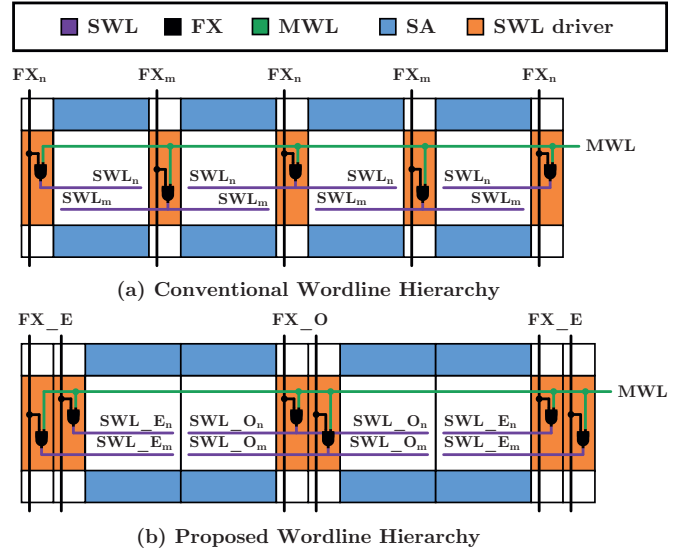 SWL FX MWL SA SWL driver
FXₙ FXₘ FXₙ FXₘ FXₙ
MWL
SWLₙ SWLₙ SWLₙ SWLₙ
SWLₘ SWLₘ SWLₘ SWLₘ
(a) Conventional Wordline Hierarchy
FX_E FX_O FX_E
MWL
SWL_Eₙ SWL_Oₙ SWL_Oₙ SWL_Eₙ
SWL_Eₘ SWL_Oₘ SWL_Oₘ SWL_Eₘ
(b) Proposed Wordline Hierarchy